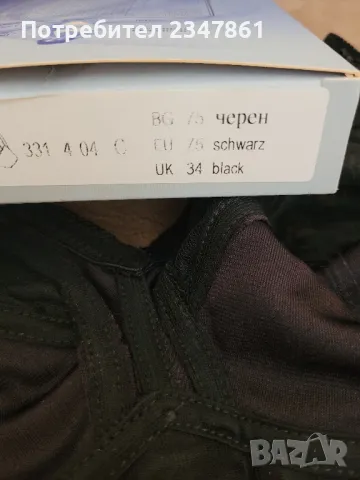 Потребител 2347861
BG 75 черен
331 4 04 C EU 75 schwarz
UK 34 black
BAZAR